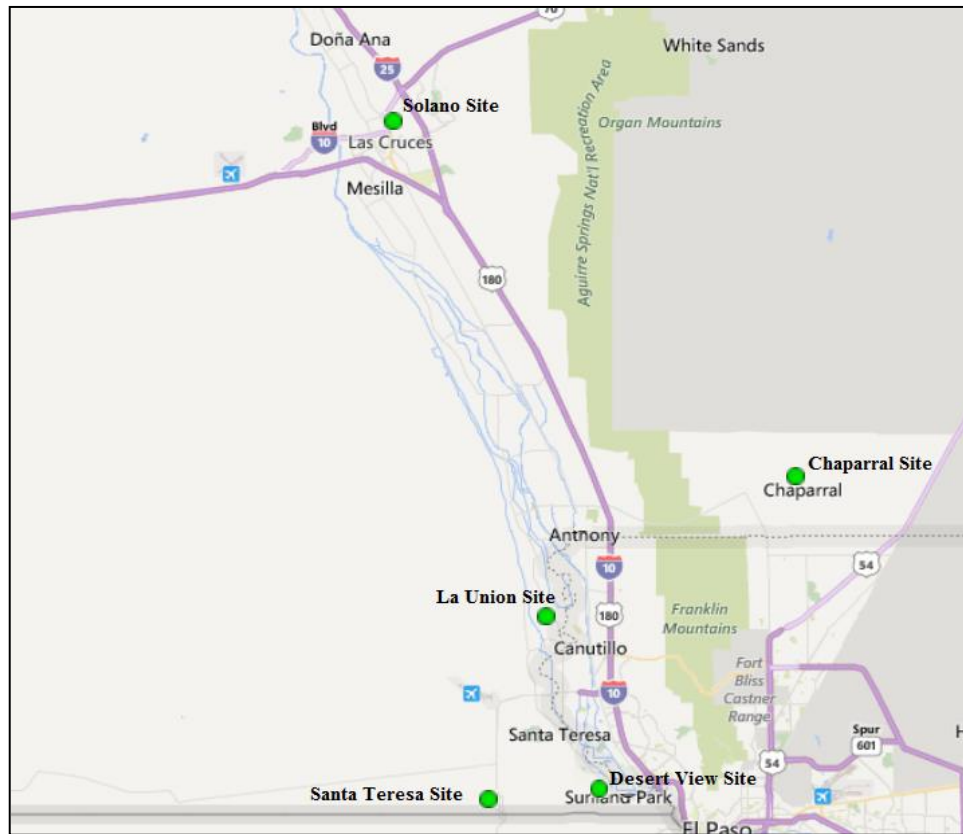 70
Doña Ana
White Sands
25
Solano Site
Blvd
10
Las Cruces
Organ Mountains
Aguirre Springs Nat'l Recreation Area
Mesilla
180
Chaparral Site
Chaparral
Anthony
10
54
La Union Site
180
Franklin
Mountains
Canutillo
Fort
Bliss
Castner
Range
10
Santa Teresa
Spur
601
H
54
Desert View Site
Santa Teresa Site
Sunland Park
El Paso